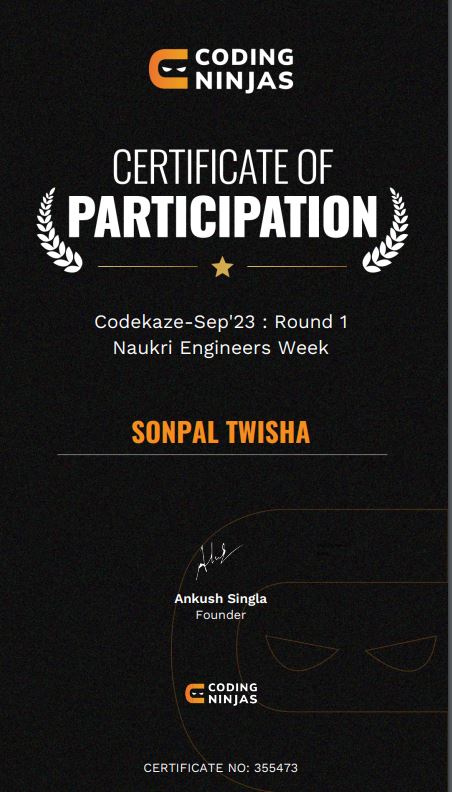 CODING
NINJAS
CERTIFICATE OF
PARTICIPATION
Codekaze-Sep'23 : Round 1
Naukri Engineers Week
SONPAL TWISHA
Ankush Singla
Founder
CODING
NINJAS
CERTIFICATE NO: 355473